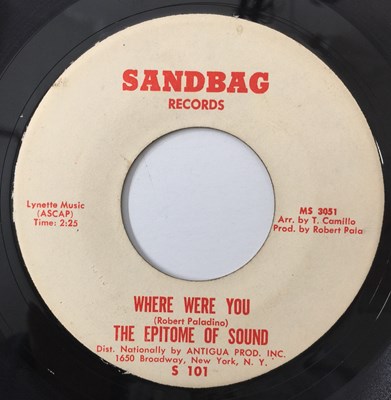 SANDBAG
RECORDS
Lynette Music
(ASCAP)
Time: 2:25
MS 3051
Arr. by T. Camillo
Prod. by Robert Pala
WHERE WERE YOU
(Robert Paladino)
THE EPITOME OF SOUND
Dist. Nationally by ANTIGUA PROD. INC.
1650 Broadway, New York, N. Y.
S 101